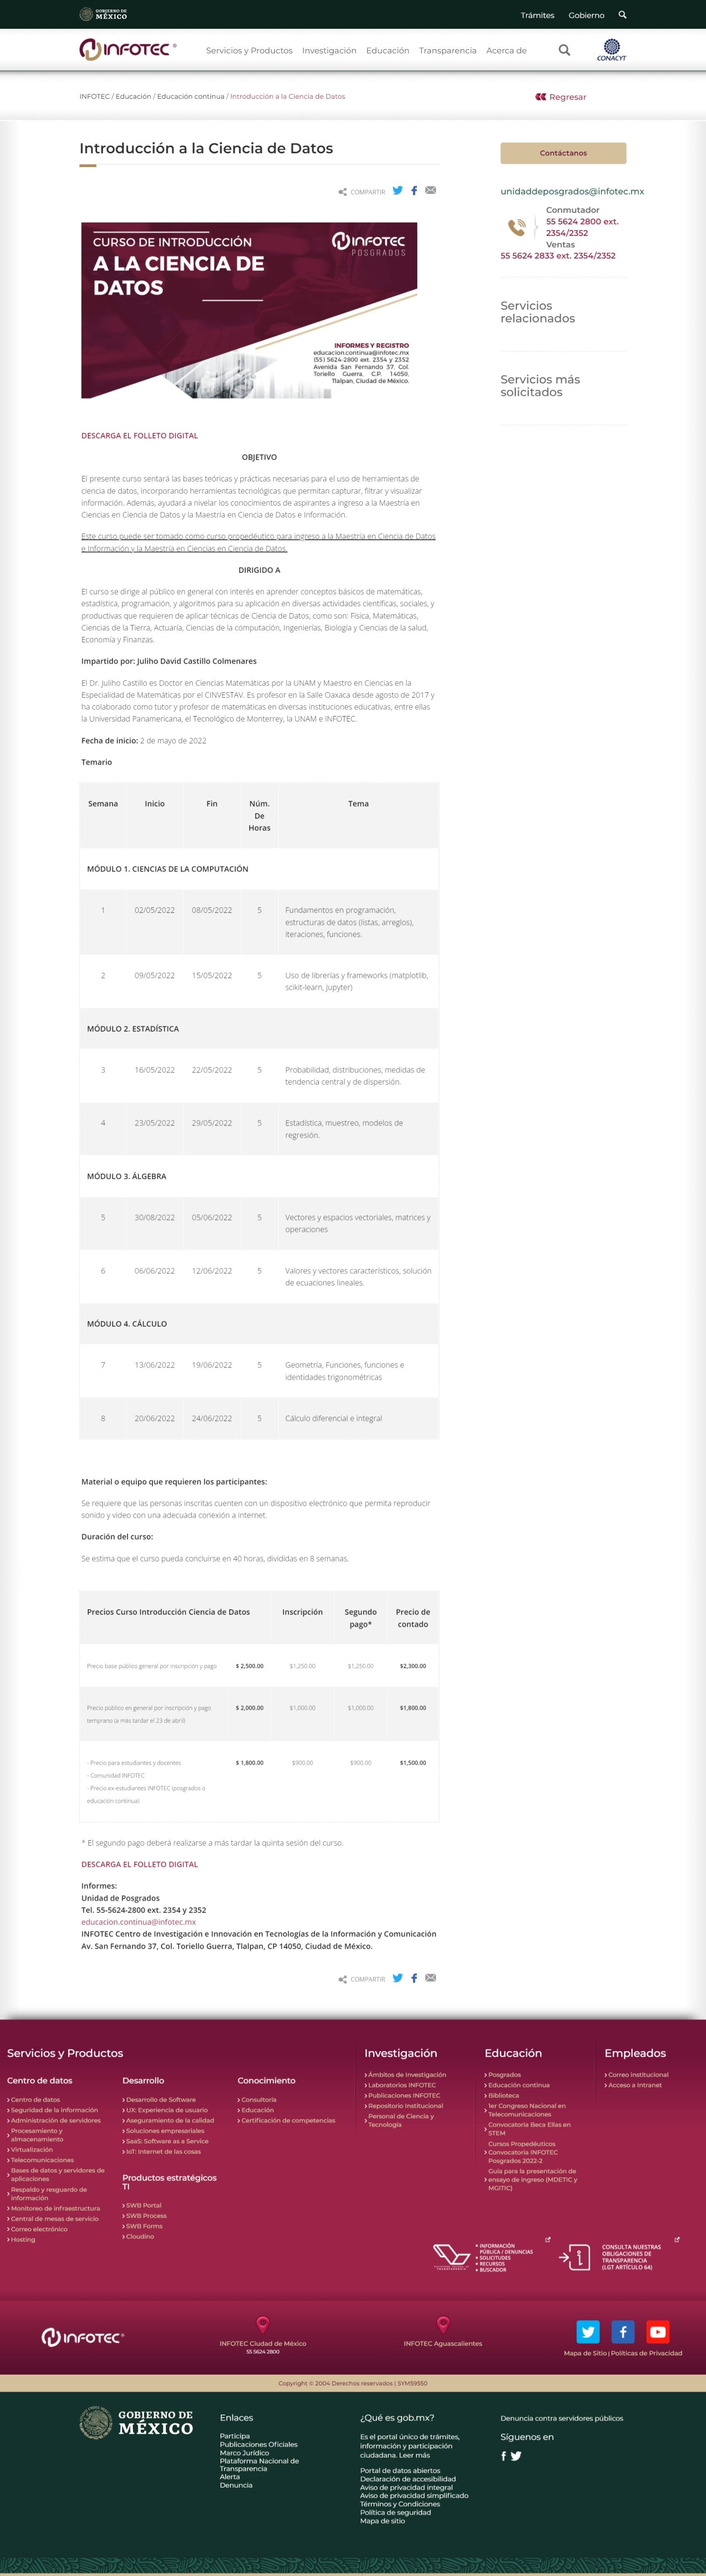 GOBIERNO DE
MÉXICO
Trámites Gobierno
INFOTEC
Servicios y Productos Investigación Educación Transparencia Acerca de
CONACYT
INFOTEC / Educación / Educación continua / Introducción a la Ciencia de Datos
Regresar
Introducción a la Ciencia de Datos
COMPARTIR
CURSO DE INTRODUCCIÓN
A LA CIENCIA DE
DATOS
INFOTEC
POSGRADOS
INFORMES Y REGISTRO
educacion.continua@infotec.mx
(55) 5624-2800 ext. 2354 y 2352
Avenida San Fernando 37, Col.
Toriello Guerra, C.P. 14050,
Tlalpan, Ciudad de México.
Contáctanos
unidaddeposgrados@infotec.mx
Conmutador
55 5624 2800 ext.
2354/2352
Ventas
55 5624 2833 ext. 2354/2352
Servicios
relacionados
Servicios más
solicitados
DESCARGA EL FOLLETO DIGITAL
OBJETIVO
El presente curso sentará las bases teóricas y prácticas necesarias para el uso de herramientas de
ciencia de datos, incorporando herramientas tecnológicas que permitan capturar, filtrar y visualizar
información. Además, ayudará a nivelar los conocimientos de aspirantes a ingreso a la Maestría en
Ciencias en Ciencia de Datos y la Maestría en Ciencia de Datos e Información.
Este curso puede ser tomado como curso propedéutico para ingreso a la Maestría en Ciencia de Datos
e Información y la Maestría en Ciencias en Ciencia de Datos.
DIRIGIDO A
El curso se dirige al público en general con interés en aprender conceptos básicos de matemáticas,
estadística, programación, y algoritmos para su aplicación en diversas actividades científicas, sociales, y
productivas que requieren de aplicar técnicas de Ciencia de Datos, como son: Física, Matemáticas,
Ciencias de la Tierra, Actuaría, Ciencias de la computación, Ingenierías, Biología y Ciencias de la salud,
Economía y Finanzas.
Impartido por: Juliho David Castillo Colmenares
El Dr. Juliho Castillo es Doctor en Ciencias Matemáticas por la UNAM y Maestro en Ciencias en la
Especialidad de Matemáticas por el CINVESTAV. Es profesor en la Salle Oaxaca desde agosto de 2017 y
ha colaborado como tutor y profesor de matemáticas en diversas instituciones educativas, entre ellas
la Universidad Panamericana, el Tecnológico de Monterrey, la UNAM e INFOTEC.
Fecha de inicio: 2 de mayo de 2022
Temario
Semana Inicio Fin Núm. De Horas Tema
MÓDULO 1. CIENCIAS DE LA COMPUTACIÓN
1 02/05/2022 08/05/2022 5 Fundamentos en programación,
estructuras de datos (listas, arreglos),
iteraciones, funciones.
2 09/05/2022 15/05/2022 5 Uso de librerías y frameworks (matplotlib,
scikit-learn, jupyter)
MÓDULO 2. ESTADÍSTICA
3 16/05/2022 22/05/2022 5 Probabilidad, distribuciones, medidas de
tendencia central y de dispersión.
4 23/05/2022 29/05/2022 5 Estadística, muestreo, modelos de
regresión.
MÓDULO 3. ÁLGEBRA
5 30/08/2022 05/06/2022 5 Vectores y espacios vectoriales, matrices y
operaciones
6 06/06/2022 12/06/2022 5 Valores y vectores característicos, solución
de ecuaciones lineales.
MÓDULO 4. CÁLCULO
7 13/06/2022 19/06/2022 5 Geometría, Funciones, funciones e
identidades trigonométricas
8 20/06/2022 24/06/2022 5 Cálculo diferencial e integral
Material o equipo que requieren los participantes:
Se requiere que las personas inscritas cuenten con un dispositivo electrónico que permita reproducir
sonido y video con una adecuada conexión a internet.
Duración del curso:
Se estima que el curso pueda concluirse en 40 horas, divididas en 8 semanas.
Precios Curso Introducción Ciencia de Datos Inscripción Segundo pago* Precio de contado
Precio base público general por inscripción y pago $ 2,500.00 $1,250.00 $1,250.00 $2,300.00
Precio público en general por inscripción y pago $ 2,000.00 $1,000.00 $1,000.00 $1,800.00
temprano (a más tardar el 23 de abril)
- Precio para estudiantes y docentes $ 1,800.00 $900.00 $900.00 $1,500.00
- Comunidad INFOTEC
- Precio ex-estudiantes INFOTEC (posgrados o
educación continua)
* El segundo pago deberá realizarse a más tardar la quinta sesión del curso.
DESCARGA EL FOLLETO DIGITAL
Informes:
Unidad de Posgrados
Tel. 55-5624-2800 ext. 2354 y 2352
educacion.continua@infotec.mx
INFOTEC Centro de Investigación e Innovación en Tecnologías de la Información y Comunicación
Av. San Fernando 37, Col. Toriello Guerra, Tlalpan, CP 14050, Ciudad de México.
COMPARTIR
Servicios y Productos
Centro de datos
Centro de datos
Seguridad de la información
Administración de servidores
Procesamiento y
almacenamiento
Virtualización
Telecomunicaciones
Bases de datos y servidores de
aplicaciones
Respaldo y resguardo de
información
Monitoreo de infraestructura
Central de mesas de servicio
Correo electrónico
Hosting
Desarrollo
Desarrollo de Software
UX: Experiencia de usuario
Aseguramiento de la calidad
Soluciones empresariales
SaaS: Software as a Service
IoT: Internet de las cosas
Productos estratégicos
TI
SWB Portal
SWB Process
SWB Forms
Cloudino
Conocimiento
Consultoría
Educación
Certificación de competencias
Investigación
Ámbitos de Investigación
Laboratorios INFOTEC
Publicaciones INFOTEC
Repositorio Institucional
Personal de Ciencia y
Tecnología
Educación
Posgrados
Educación continua
Biblioteca
1er Congreso Nacional en
Telecomunicaciones
Convocatoria Beca Ellas en
STEM
Cursos Propedéuticos
Convocatoria INFOTEC
Posgrados 2022-2
Guía para la presentación de
ensayo de ingreso (MDETIC y
MGITIC)
Empleados
Correo institucional
Acceso a Intranet
TRANSPARENCIA
INFORMACIÓN
PÚBLICA / DENUNCIAS
SOLICITUDES
RECURSOS
BUSCADOR
CONSULTA NUESTRAS
OBLIGACIONES DE
TRANSPARENCIA
(LGT ARTÍCULO 64)
INFOTEC
INFOTEC Ciudad de México
55 5624 2800
INFOTEC Aguascalientes
Mapa de Sitio | Políticas de Privacidad
Copyright © 2004 Derechos reservados | SYM59550
GOBIERNO DE
MÉXICO
Enlaces
Participa
Publicaciones Oficiales
Marco Jurídico
Plataforma Nacional de
Transparencia
Alerta
Denuncia
¿Qué es gob.mx?
Es el portal único de trámites,
información y participación
ciudadana. Leer más
Portal de datos abiertos
Declaración de accesibilidad
Aviso de privacidad integral
Aviso de privacidad simplificado
Términos y Condiciones
Política de seguridad
Mapa de sitio
Denuncia contra servidores públicos
Síguenos en